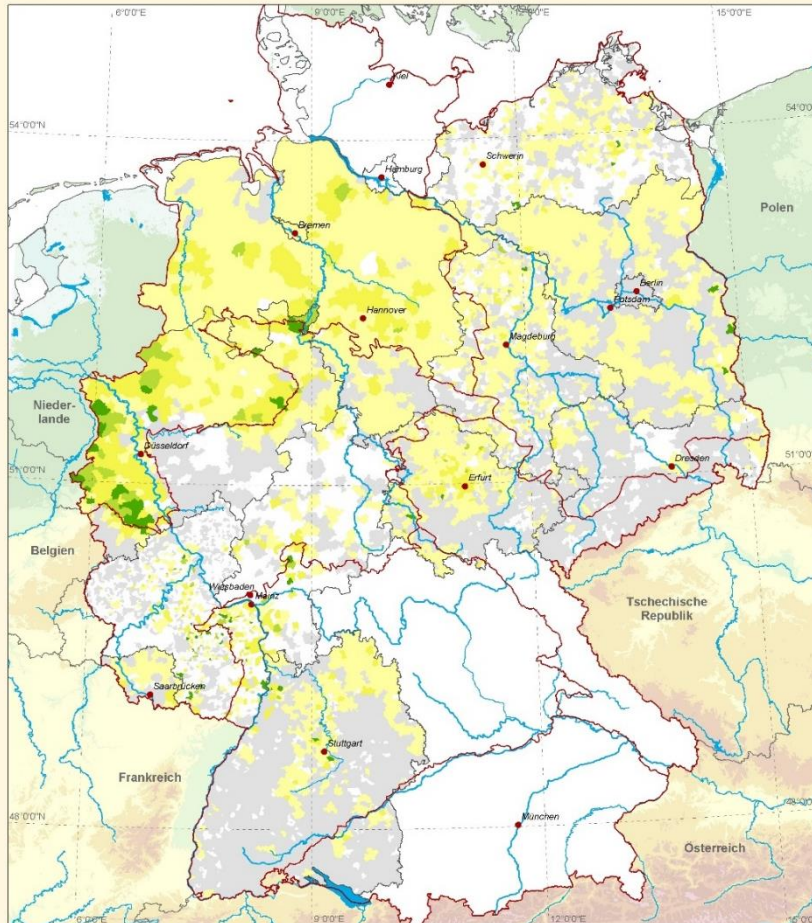 6°0'0"E
9°0'0"E
15°0'0"E
54°0'0"N
54°0'0"N
Kiel
Schwerin
Hamburg
Bremen
Polen
Berlin
Potsdam
Hannover
Magdeburg
Nieder-
lande
Düsseldorf
51°0'0"N
Dresden
Erfurt
Belgien
Wiesbaden
Mainz
Tschechische
Republik
Saarbrücken
Stuttgart
Frankreich
48°0'0"N
München
Österreich
9°0'0"E